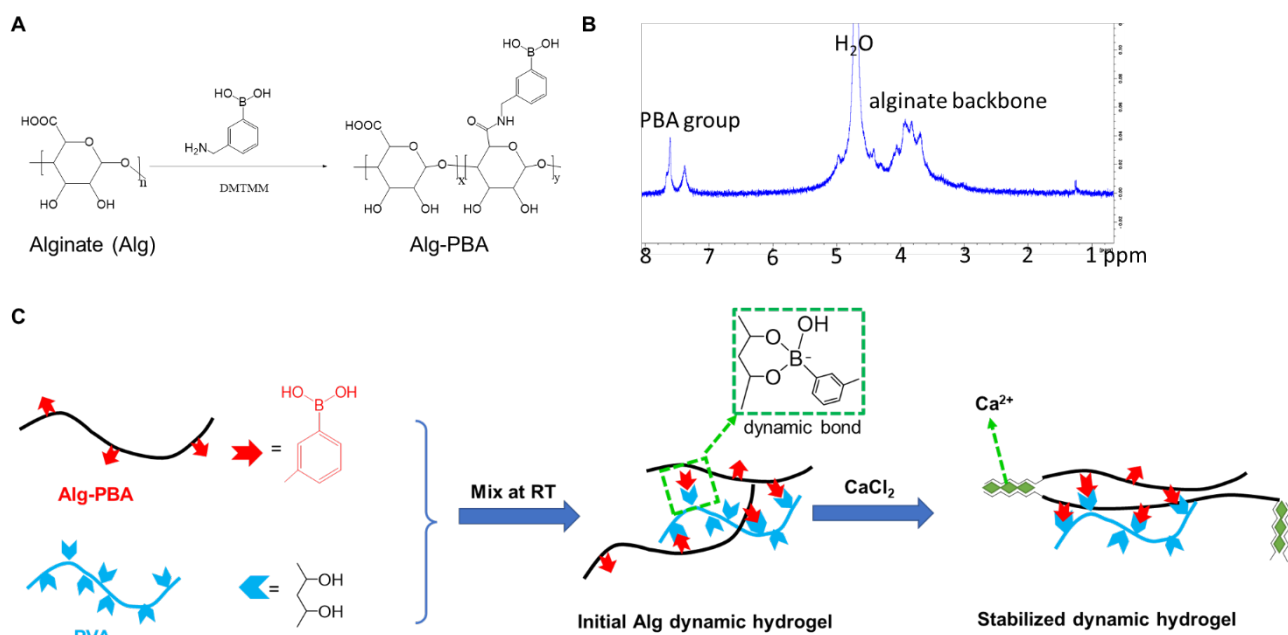 A
B
HO OH
B
HOOC
O
O
n
OH
HO
HO OH
B
H₂N
DMTMM
HOOC
O
O
x
HO
OH
O
NH
O
O
y
HO
OH
Alginate (Alg)
Alg-PBA
H₂O
PBA group
alginate backbone
8 7 6 5 4 3 2 1 ppm
C
HO OH
B
Alg-PBA
=
=
OH
OH
Mix at RT
O
OH
B-
O
dynamic bond
Initial Alg dynamic hydrogel
CaCl₂
Ca²⁺
Stabilized dynamic hydrogel